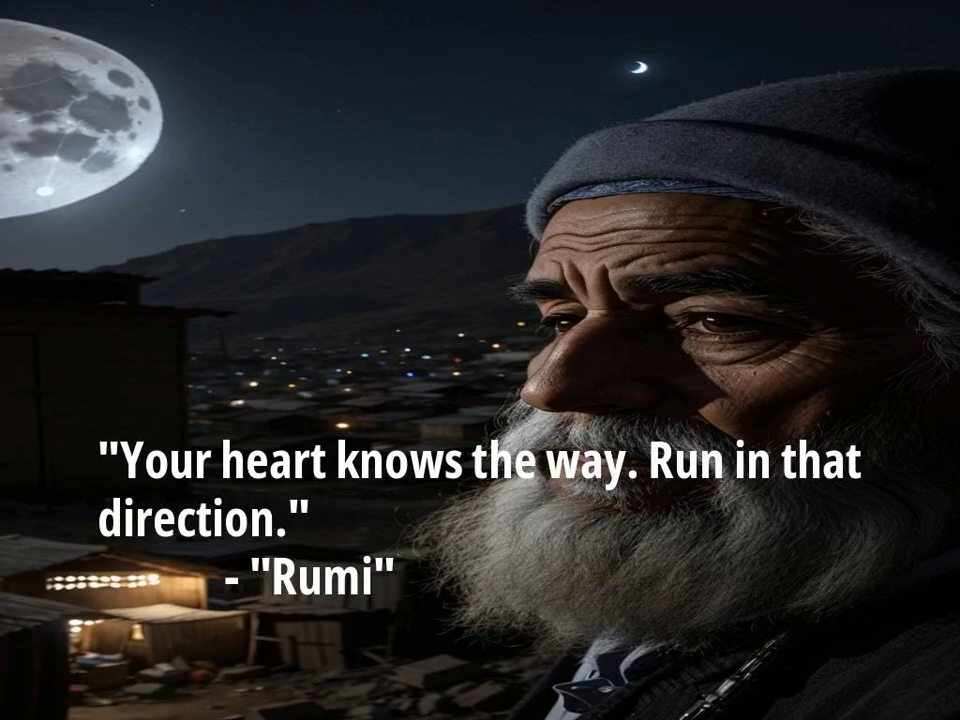 "Your heart knows the way. Run in that
direction."
- "Rumi"